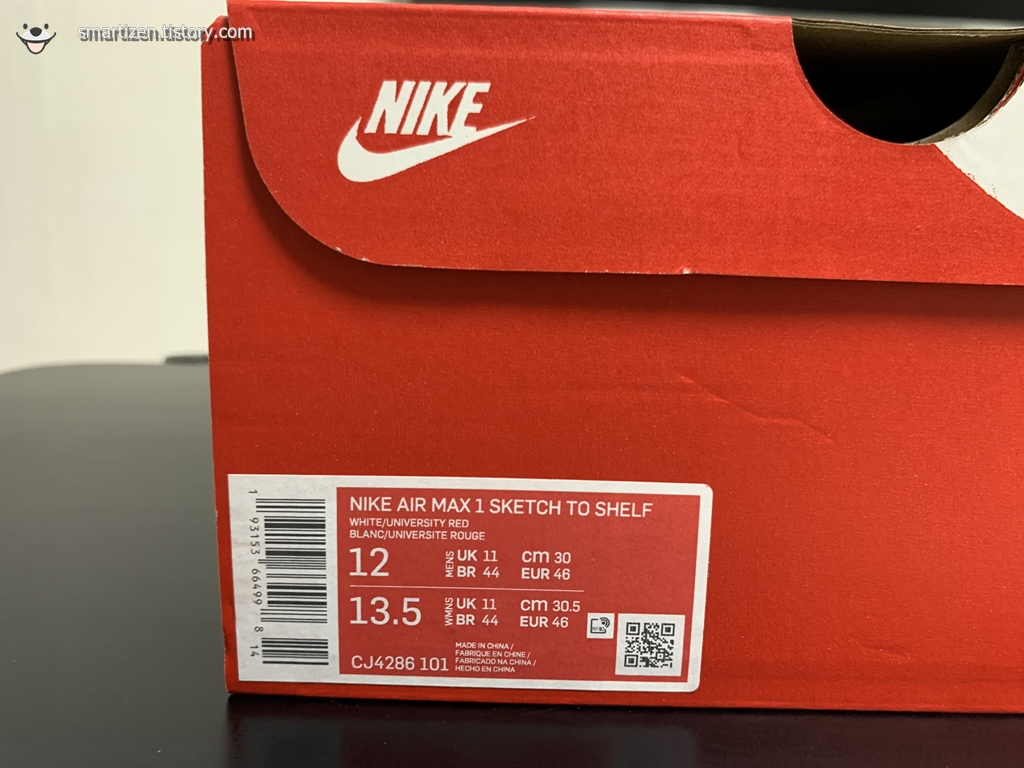 smartizen.tistory.com
NIKE
NIKE AIR MAX 1 SKETCH TO SHELF
WHITE/UNIVERSITY RED
BLANC/UNIVERSITE ROUGE
12 MENS UK 11 cm 30
BR 44 EUR 46
13.5 WMNS UK 11 cm 30.5
BR 44 EUR 46
CJ4286 101
MADE IN CHINA /
FABRIQUE EN CHINE /
FABRICADO NA CHINA /
HECHO EN CHINA
1 93153 66499 8 14